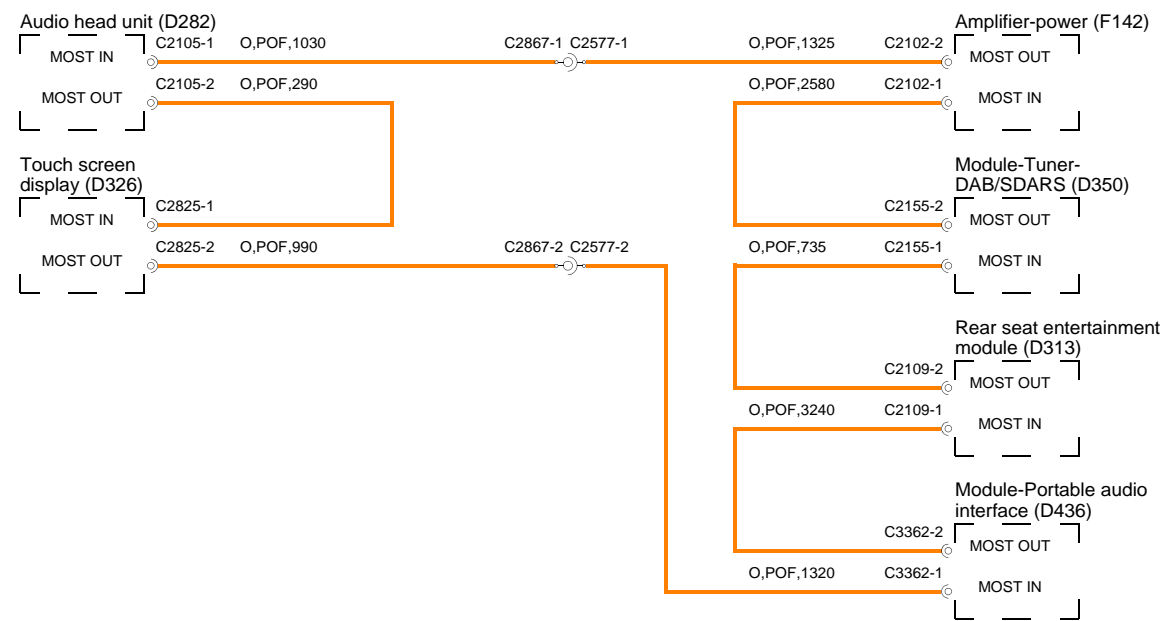 Audio head unit (D282)
MOST IN
C2105-1
O,POF,1030
C2867-1 C2577-1
MOST OUT
C2105-2
O,POF,290
Touch screen
display (D326)
MOST IN
C2825-1
MOST OUT
C2825-2
O,POF,990
C2867-2 C2577-2
Amplifier-power (F142)
O,POF,1325
C2102-2
MOST OUT
O,POF,2580
C2102-1
MOST IN
Module-Tuner-
DAB/SDARS (D350)
C2155-2
MOST OUT
O,POF,735
C2155-1
MOST IN
Rear seat entertainment
module (D313)
C2109-2
MOST OUT
O,POF,3240
C2109-1
MOST IN
Module-Portable audio
interface (D436)
C3362-2
MOST OUT
O,POF,1320
C3362-1
MOST IN